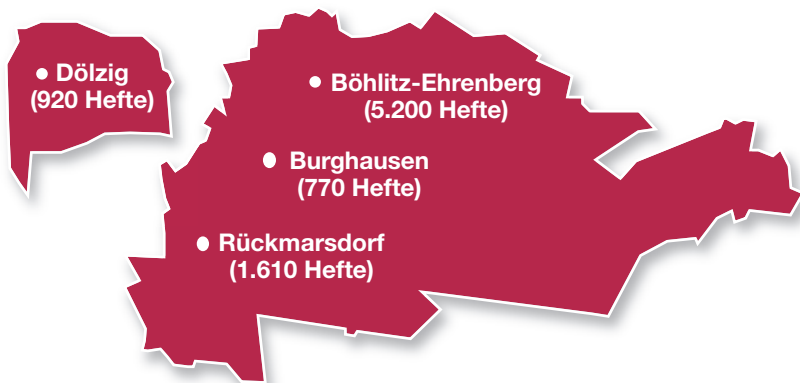 Dölzig
(920 Hefte)
Böhlitz-Ehrenberg
(5.200 Hefte)
Burghausen
(770 Hefte)
Rückmarsdorf
(1.610 Hefte)